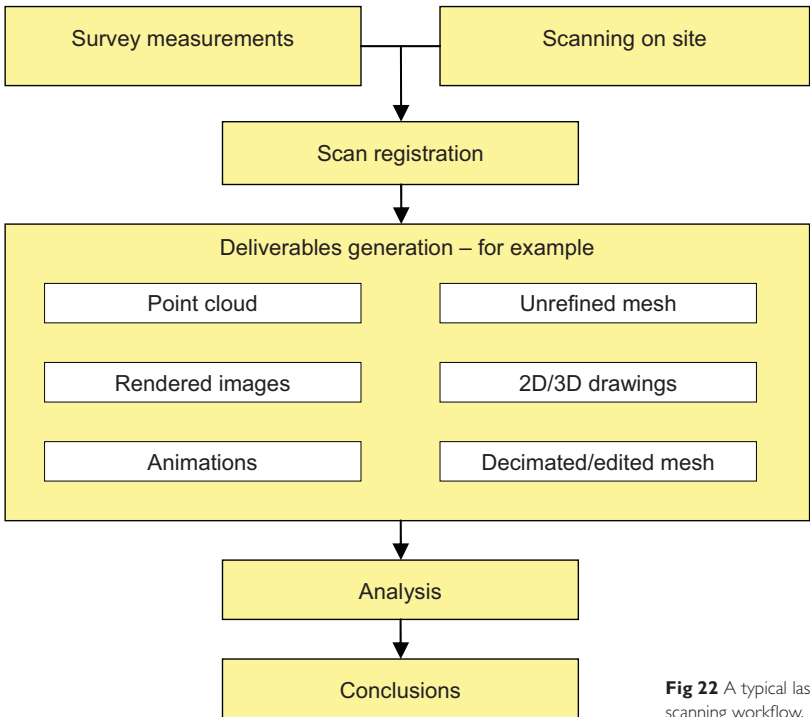 Survey measurements
Scanning on site
Scan registration
Deliverables generation – for example
Point cloud
Unrefined mesh
Rendered images
2D/3D drawings
Animations
Decimated/edited mesh
Analysis
Conclusions
Fig 22 A typical las
scanning workflow.